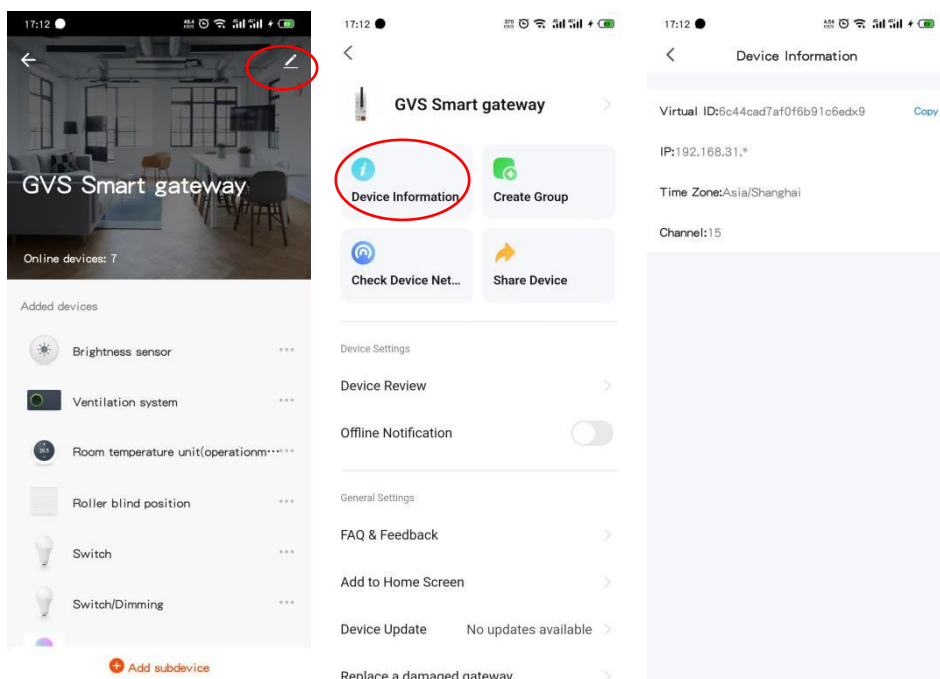 17:12
GVS Smart gateway
Online devices: 7
Added devices
Brightness sensor
Ventilation system
Room temperature unit(operationm...
Roller blind position
Switch
Switch/Dimming
Add subdevice
17:12
GVS Smart gateway
Device Information
Create Group
Check Device Net...
Share Device
Device Settings
Device Review
Offline Notification
General Settings
FAQ & Feedback
Add to Home Screen
Device Update No updates available
Replace a damaged gateway
17:12
Device Information
Virtual ID:6c44cad7af0f6b91c6edx9 Copy
IP:192.168.31.*
Time Zone:Asia/Shanghai
Channel:15